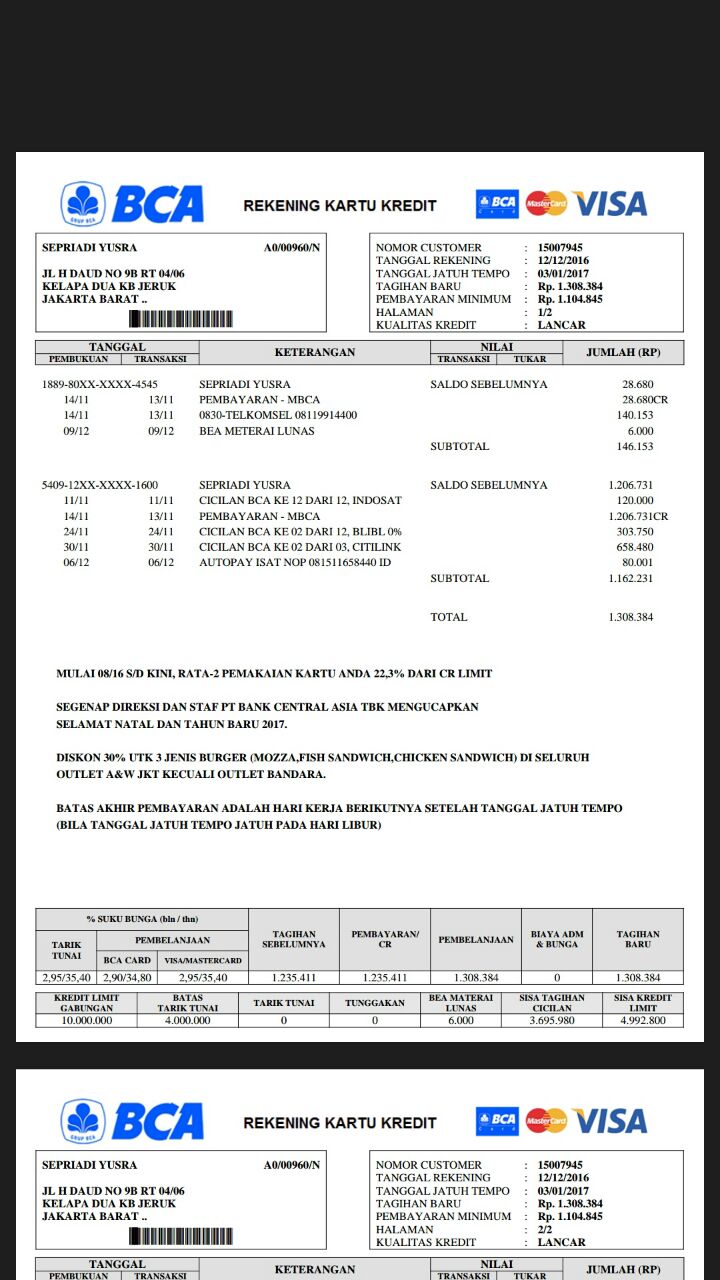 GRUP BCA BCA REKENING KARTU KREDIT BCA Card MasterCard VISA
SEPRIADI YUSRA A0/00960/N
JL H DAUD NO 9B RT 04/06
KELAPA DUA KB JERUK
JAKARTA BARAT ..
NOMOR CUSTOMER : 15007945
TANGGAL REKENING : 12/12/2016
TANGGAL JATUH TEMPO : 03/01/2017
TAGIHAN BARU : Rp. 1.308.384
PEMBAYARAN MINIMUM : Rp. 1.104.845
HALAMAN : 1/2
KUALITAS KREDIT : LANCAR
TANGGAL KETERANGAN NILAI JUMLAH (RP)
PEMBUKUAN TRANSAKSI TRANSAKSI TUKAR
1889-80XX-XXXX-4545 SEPRIADI YUSRA SALDO SEBELUMNYA 28.680
14/11 13/11 PEMBAYARAN - MBCA 28.680CR
14/11 13/11 0830-TELKOMSEL 08119914400 140.153
09/12 09/12 BEA METERAI LUNAS 6.000
SUBTOTAL 146.153
5409-12XX-XXXX-1600 SEPRIADI YUSRA SALDO SEBELUMNYA 1.206.731
11/11 11/11 CICILAN BCA KE 12 DARI 12, INDOSAT 120.000
14/11 13/11 PEMBAYARAN - MBCA 1.206.731CR
24/11 24/11 CICILAN BCA KE 02 DARI 12, BLIBL 0% 303.750
30/11 30/11 CICILAN BCA KE 02 DARI 03, CITILINK 658.480
06/12 06/12 AUTOPAY ISAT NOP 081511658440 ID 80.001
SUBTOTAL 1.162.231
TOTAL 1.308.384
MULAI 08/16 S/D KINI, RATA-2 PEMAKAIAN KARTU ANDA 22,3% DARI CR LIMIT
SEGENAP DIREKSI DAN STAF PT BANK CENTRAL ASIA TBK MENGUCAPKAN
SELAMAT NATAL DAN TAHUN BARU 2017.
DISKON 30% UTK 3 JENIS BURGER (MOZZA,FISH SANDWICH,CHICKEN SANDWICH) DI SELURUH
OUTLET A&W JKT KECUALI OUTLET BANDARA.
BATAS AKHIR PEMBAYARAN ADALAH HARI KERJA BERIKUTNYA SETELAH TANGGAL JATUH TEMPO
(BILA TANGGAL JATUH TEMPO JATUH PADA HARI LIBUR)
% SUKU BUNGA (bln / thn) TAGIHAN SEBELUMNYA PEMBAYARAN/ CR PEMBELANJAAN BIAYA ADM & BUNGA TAGIHAN BARU
TARIK TUNAI PEMBELANJAAN
BCA CARD VISA/MASTERCARD
2,95/35,40 2,90/34,80 2,95/35,40 1.235.411 1.235.411 1.308.384 0 1.308.384
KREDIT LIMIT GABUNGAN BATAS TARIK TUNAI TARIK TUNAI TUNGGAKAN BEA MATERAI LUNAS SISA TAGIHAN CICILAN SISA KREDIT LIMIT
10.000.000 4.000.000 0 0 6.000 3.695.980 4.992.800
GRUP BCA BCA REKENING KARTU KREDIT BCA Card MasterCard VISA
SEPRIADI YUSRA A0/00960/N
JL H DAUD NO 9B RT 04/06
KELAPA DUA KB JERUK
JAKARTA BARAT ..
NOMOR CUSTOMER : 15007945
TANGGAL REKENING : 12/12/2016
TANGGAL JATUH TEMPO : 03/01/2017
TAGIHAN BARU : Rp. 1.308.384
PEMBAYARAN MINIMUM : Rp. 1.104.845
HALAMAN : 2/2
KUALITAS KREDIT : LANCAR
TANGGAL KETERANGAN NILAI JUMLAH (RP)
PEMBUKUAN TRANSAKSI TRANSAKSI TUKAR